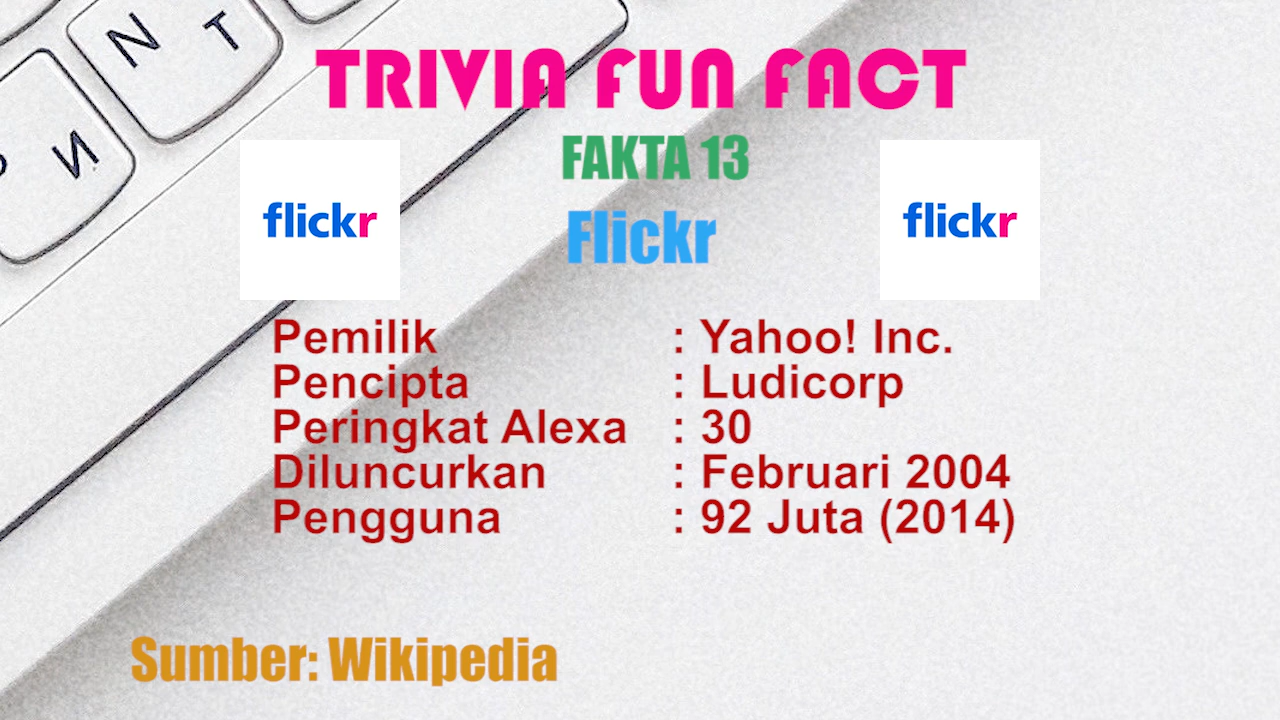 N T
И
TRIVIA FUN FACT
FAKTA 13
flickr
Flickr
flickr
Pemilik : Yahoo! Inc.
Pencipta : Ludicorp
Peringkat Alexa : 30
Diluncurkan : Februari 2004
Pengguna : 92 Juta (2014)
Sumber: Wikipedia